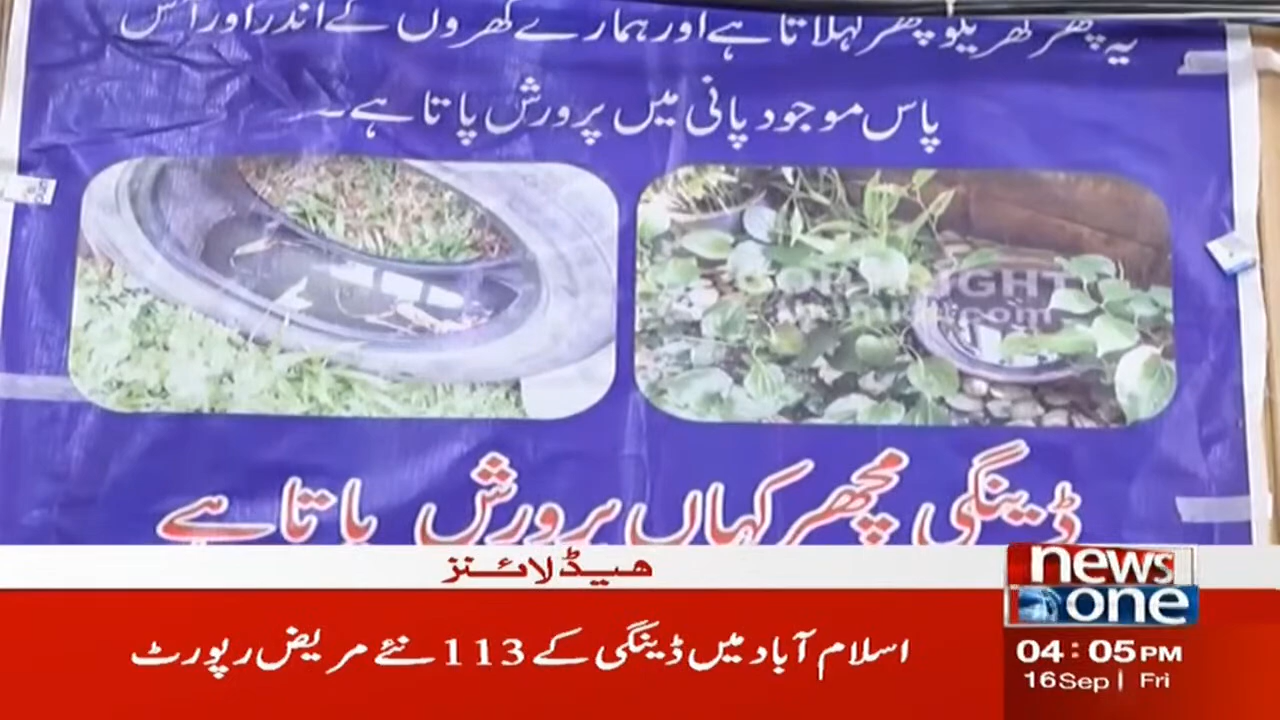 یہ مچھر گھریلو مچھر کہلاتا ہے اور ہمارے گھروں کے اندر اور آس
پاس موجود پانی میں پرورش پاتا ہے۔
COPYRIGHT
ڈینگی مچھر کہاں پرورش پاتا ہے
ھیڈلائنز
news
one
اسلام آباد میں ڈینگی کے 113 نئے مریض رپورٹ
04:05 PM
16Sep | Fri